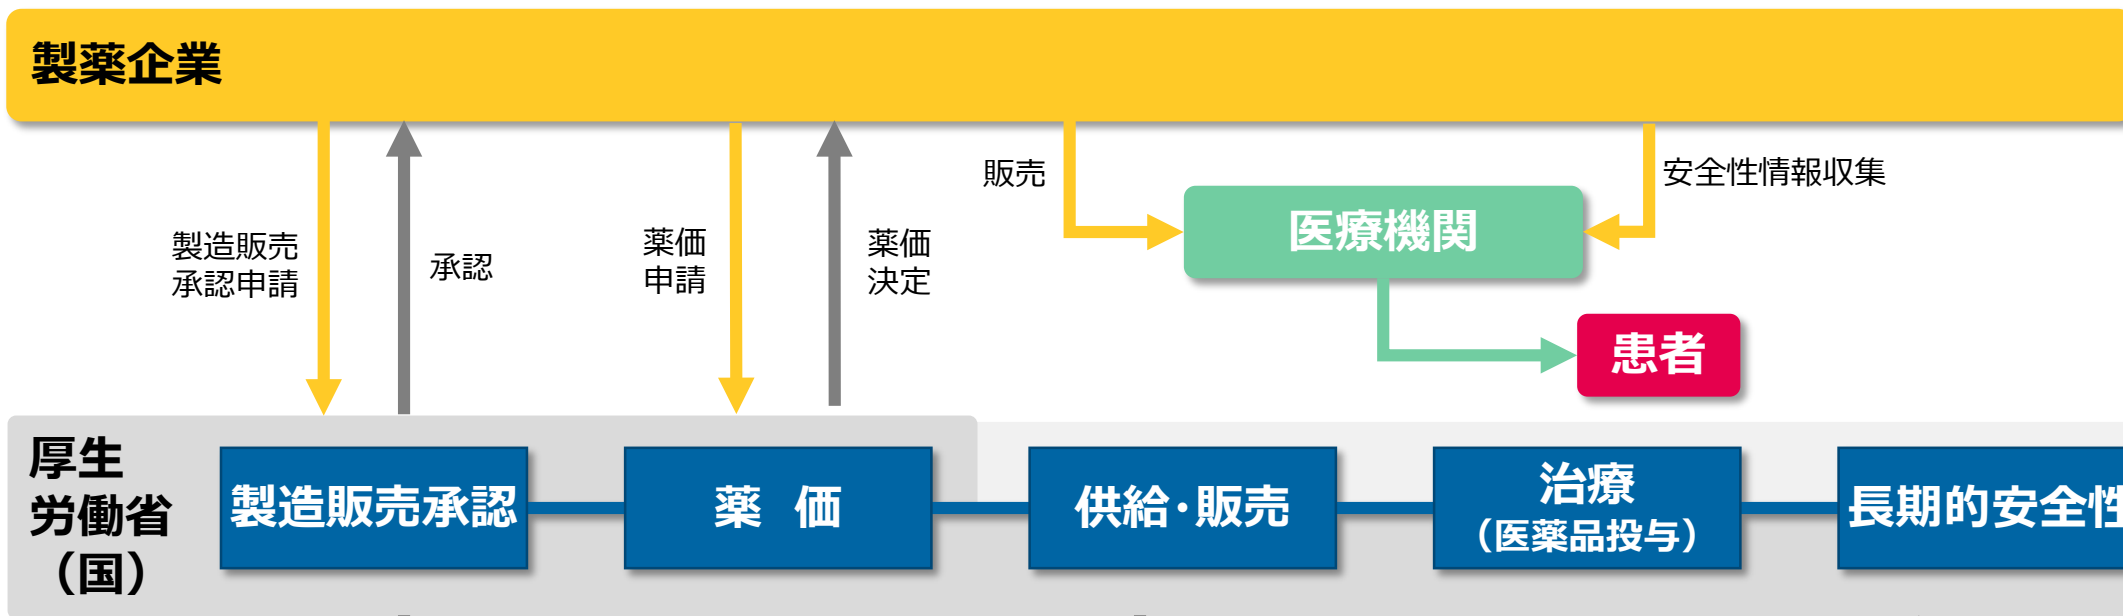 製薬企業
販売
安全性情報収集
製造販売
承認申請
承認
薬価
申請
薬価
決定
医療機関
患者
厚生
労働省
（国）
製造販売承認
薬 価
供給･販売
治療
（医薬品投与）
長期的安全性